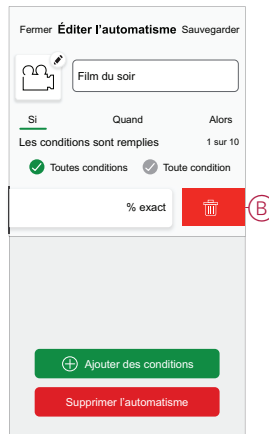 Fermer Éditer l'automatisme Sauvegarder
Film du soir
Si Quand Alors
Les conditions sont remplies 1 sur 10
Toutes conditions Toute condition
% exact
B
Ajouter des conditions
Supprimer l'automatisme